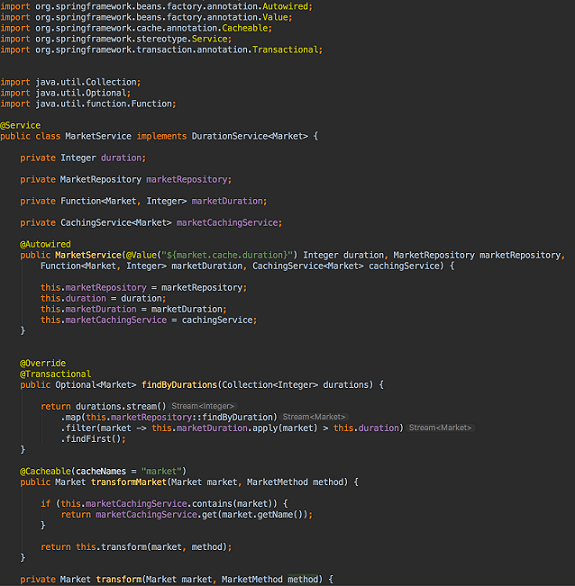 import org.springframework.beans.factory.annotation.Autowired;
import org.springframework.beans.factory.annotation.Value;
import org.springframework.cache.annotation.Cacheable;
import org.springframework.stereotype.Service;
import org.springframework.transaction.annotation.Transactional;
import java.util.Collection;
import java.util.Optional;
import java.util.function.Function;
@Service
public class MarketService implements DurationService<Market> {
private Integer duration;
private MarketRepository marketRepository;
private Function<Market, Integer> marketDuration;
private CachingService<Market> marketCachingService;
@Autowired
public MarketService(@Value("${market.cache.duration}") Integer duration, MarketRepository marketRepository,
Function<Market, Integer> marketDuration, CachingService<Market> cachingService) {
this.marketRepository = marketRepository;
this.duration = duration;
this.marketDuration = marketDuration;
this.marketCachingService = cachingService;
}
@Override
@Transactional
public Optional<Market> findByDurations(Collection<Integer> durations) {
return durations.stream() Stream<Integer>
.map(this.marketRepository::findByDuration) Stream<Market>
.filter(market -> this.marketDuration.apply(market) > this.duration) Stream<Market>
.findFirst();
}
@Cacheable(cacheNames = "market")
public Market transformMarket(Market market, MarketMethod method) {
if (this.marketCachingService.contains(market)) {
return marketCachingService.get(market.getName());
}
return this.transform(market, method);
}
private Market transform(Market market, MarketMethod method) {